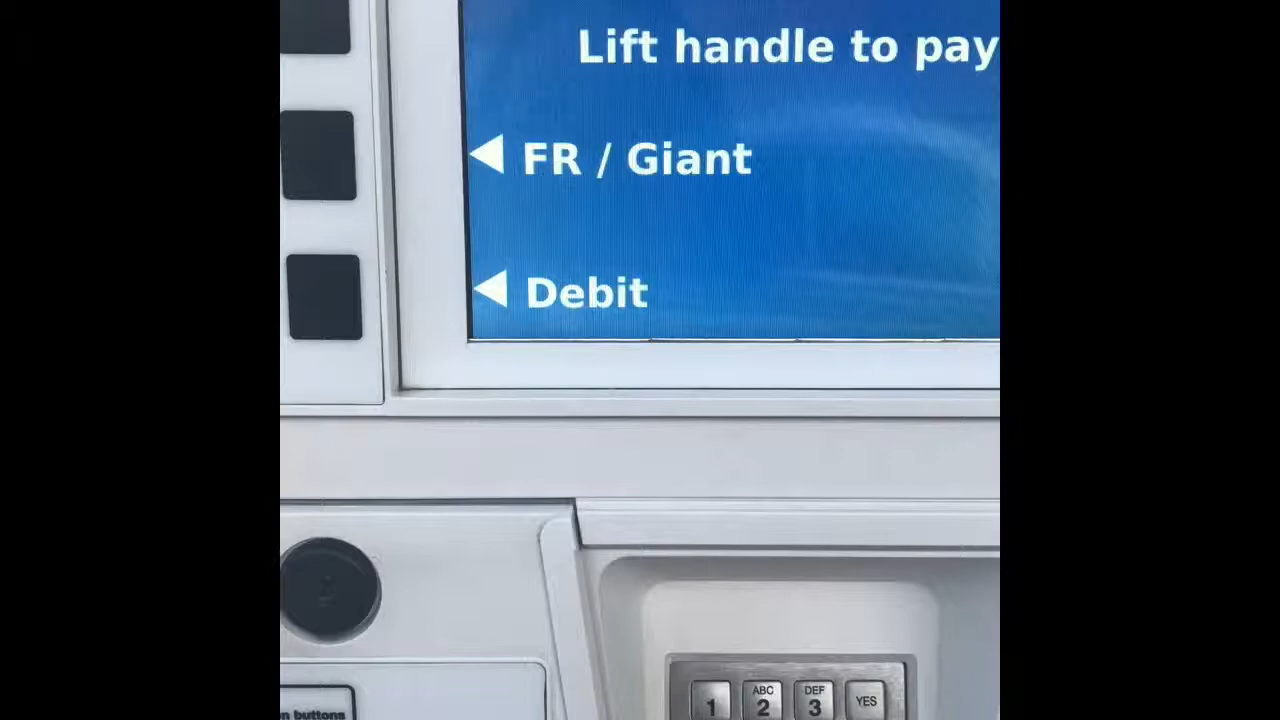 Lift handle to pay
FR / Giant
Debit
n buttons
1
ABC
2
DEF
3
YES